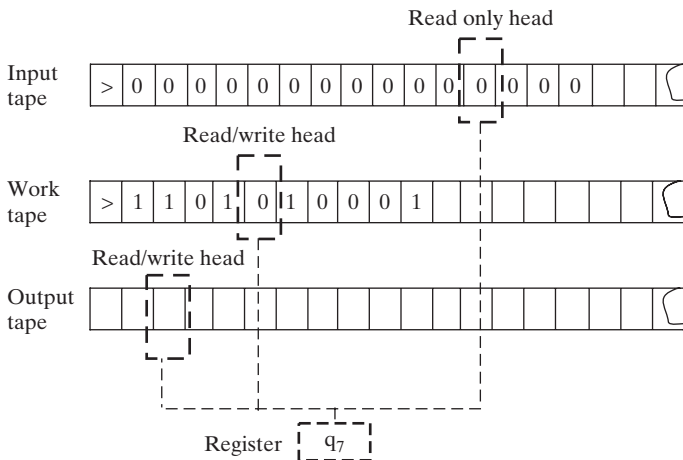 Read only head
Input tape
> 0 0 0 0 0 0 0 0 0 0 0 0 0 0 0
Read/write head
Work tape
> 1 1 0 1 0 1 0 0 0 1
Read/write head
Output tape
Register q₇